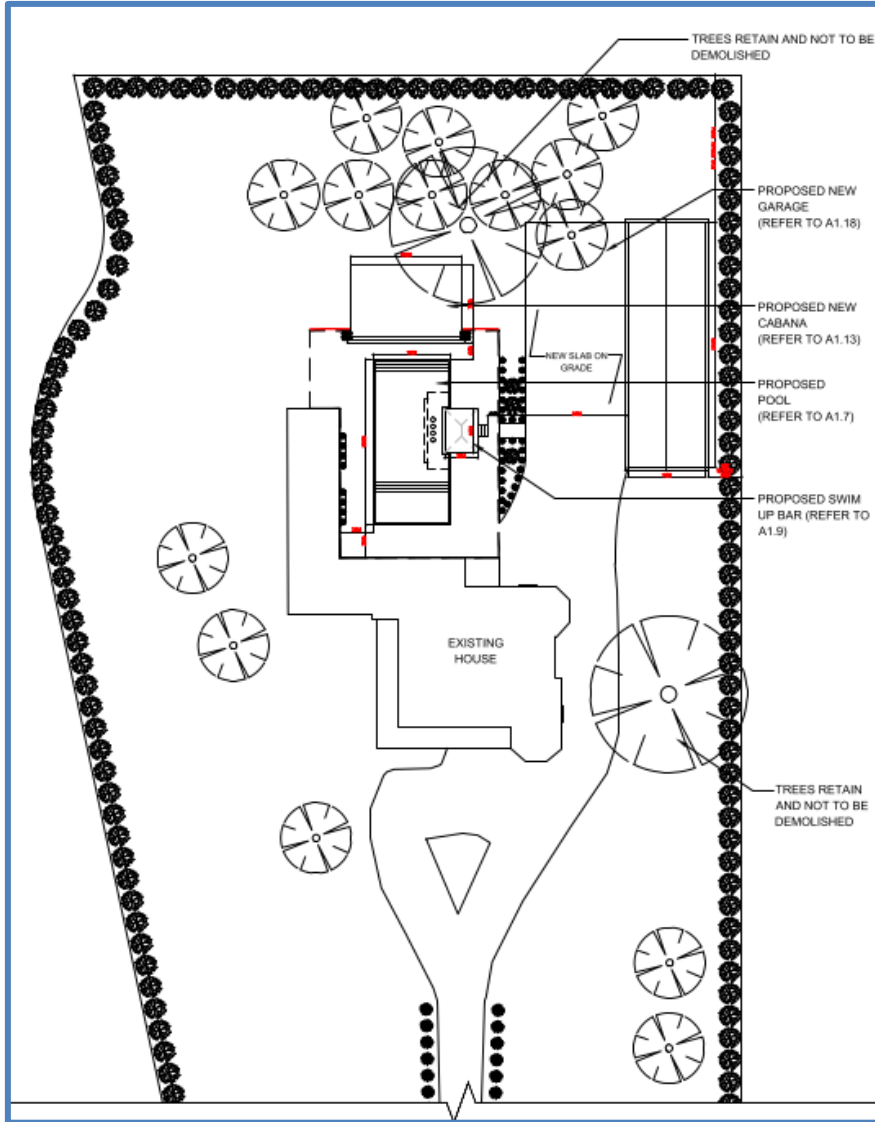 TREES RETAIN AND NOT TO BE
DEMOLISHED
PROPOSED NEW
GARAGE
(REFER TO A1.18)
PROPOSED NEW
CABANA
(REFER TO A1.13)
NEW SLAB ON
GRADE
PROPOSED
POOL
(REFER TO A1.7)
PROPOSED SWIM
UP BAR (REFER TO
A1.9)
EXISTING
HOUSE
TREES RETAIN
AND NOT TO BE
DEMOLISHED